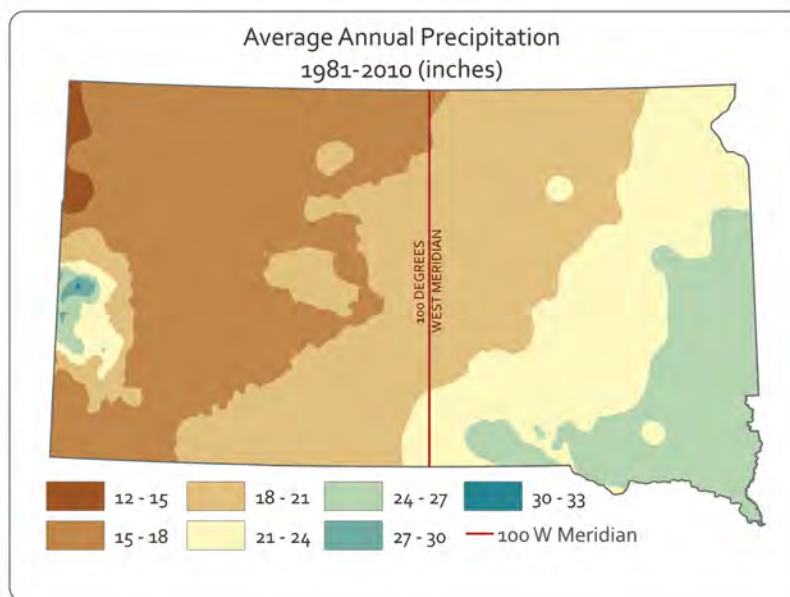 Average Annual Precipitation
1981-2010 (inches)
100 DEGREES
WEST MERIDIAN
12 - 15
18 - 21
24 - 27
30 - 33
15 - 18
21 - 24
27 - 30
100 W Meridian